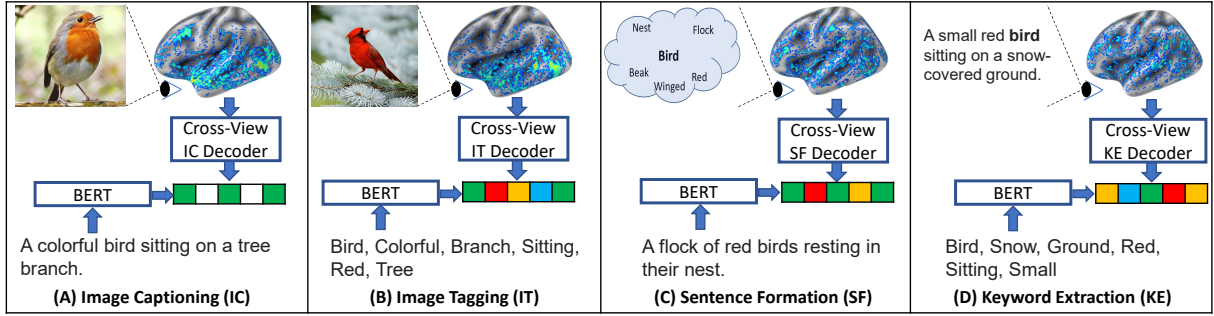 Cross-View
IC Decoder
BERT
A colorful bird sitting on a tree
branch.
(A) Image Captioning (IC)
Cross-View
IT Decoder
BERT
Bird, Colorful, Branch, Sitting,
Red, Tree
(B) Image Tagging (IT)
Nest
Flock
Bird
Beak
Red
Winged
Cross-View
SF Decoder
BERT
A flock of red birds resting in
their nest.
(C) Sentence Formation (SF)
A small red bird
sitting on a snow-
covered ground.
Cross-View
KE Decoder
BERT
Bird, Snow, Ground, Red,
Sitting, Small
(D) Keyword Extraction (KE)